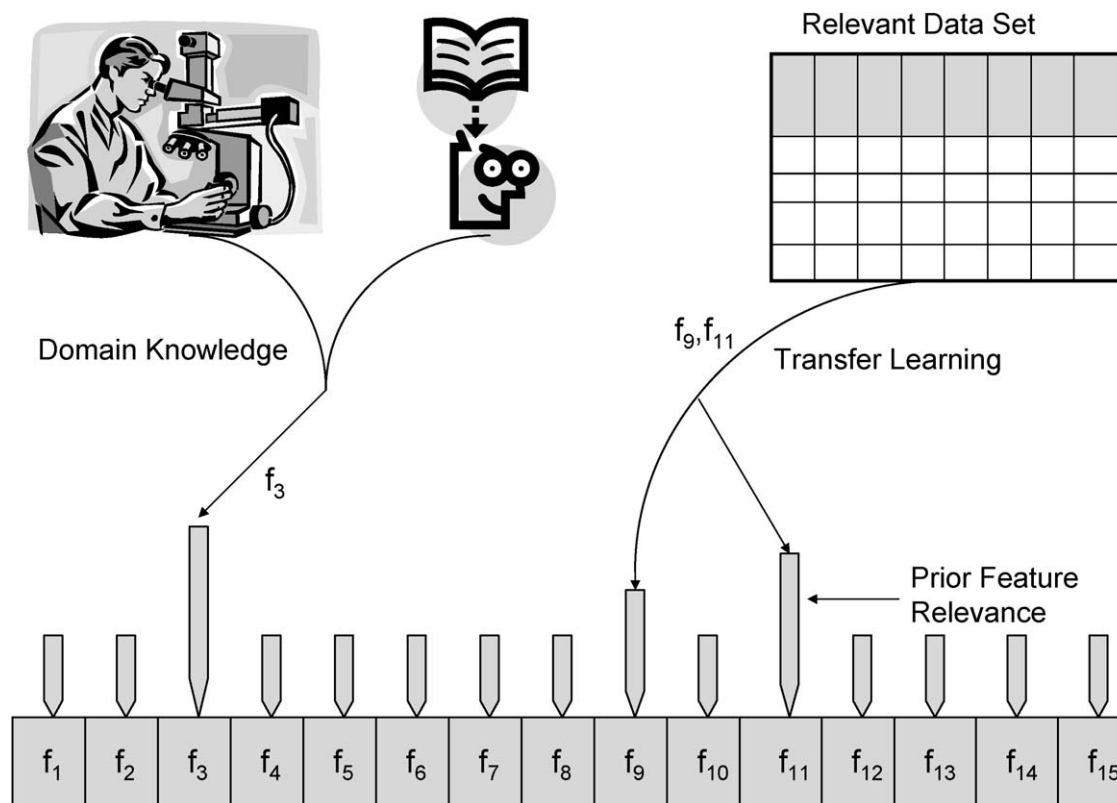 Relevant Data Set
f₉,f₁₁
Domain Knowledge
Transfer Learning
f₃
Prior Feature
Relevance
f₁ f₂ f₃ f₄ f₅ f₆ f₇ f₈ f₉ f₁₀ f₁₁ f₁₂ f₁₃ f₁₄ f₁₅